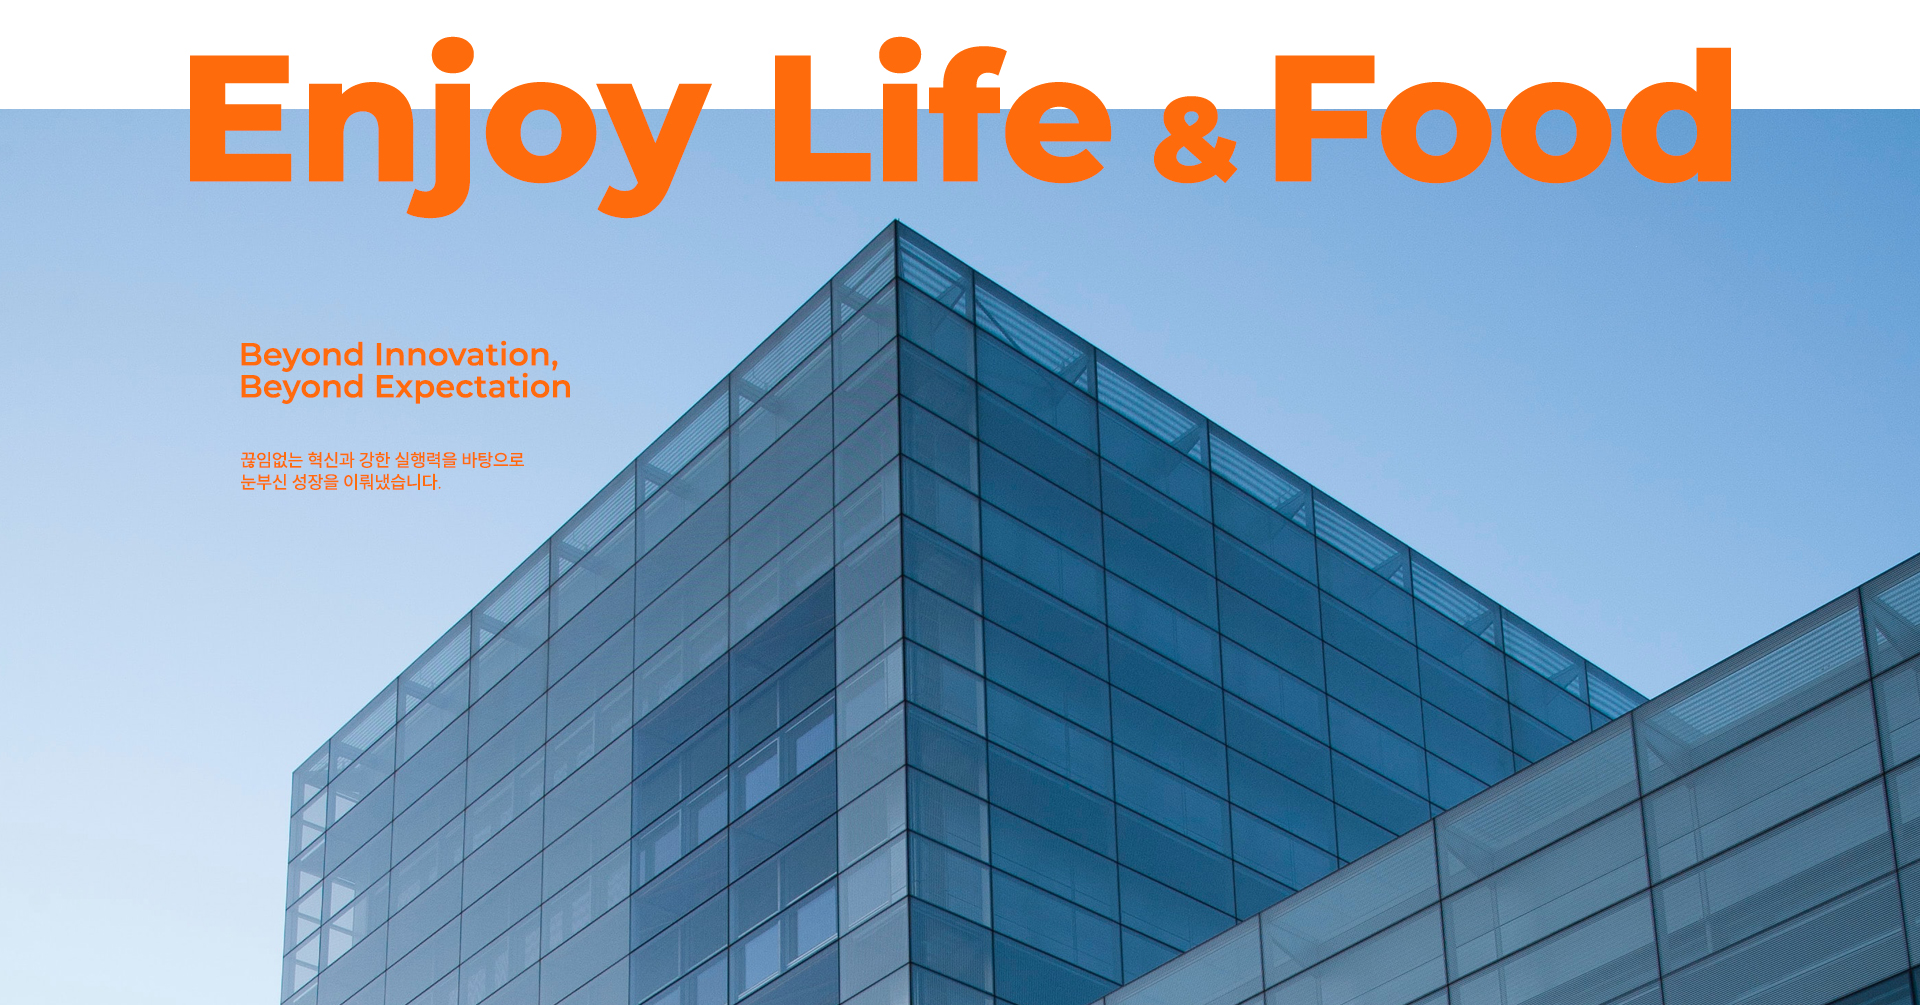 Enjoy Life & Food
Beyond Innovation,
Beyond Expectation
끊임없는 혁신과 강한 실행력을 바탕으로
눈부신 성장을 이뤄냈습니다.